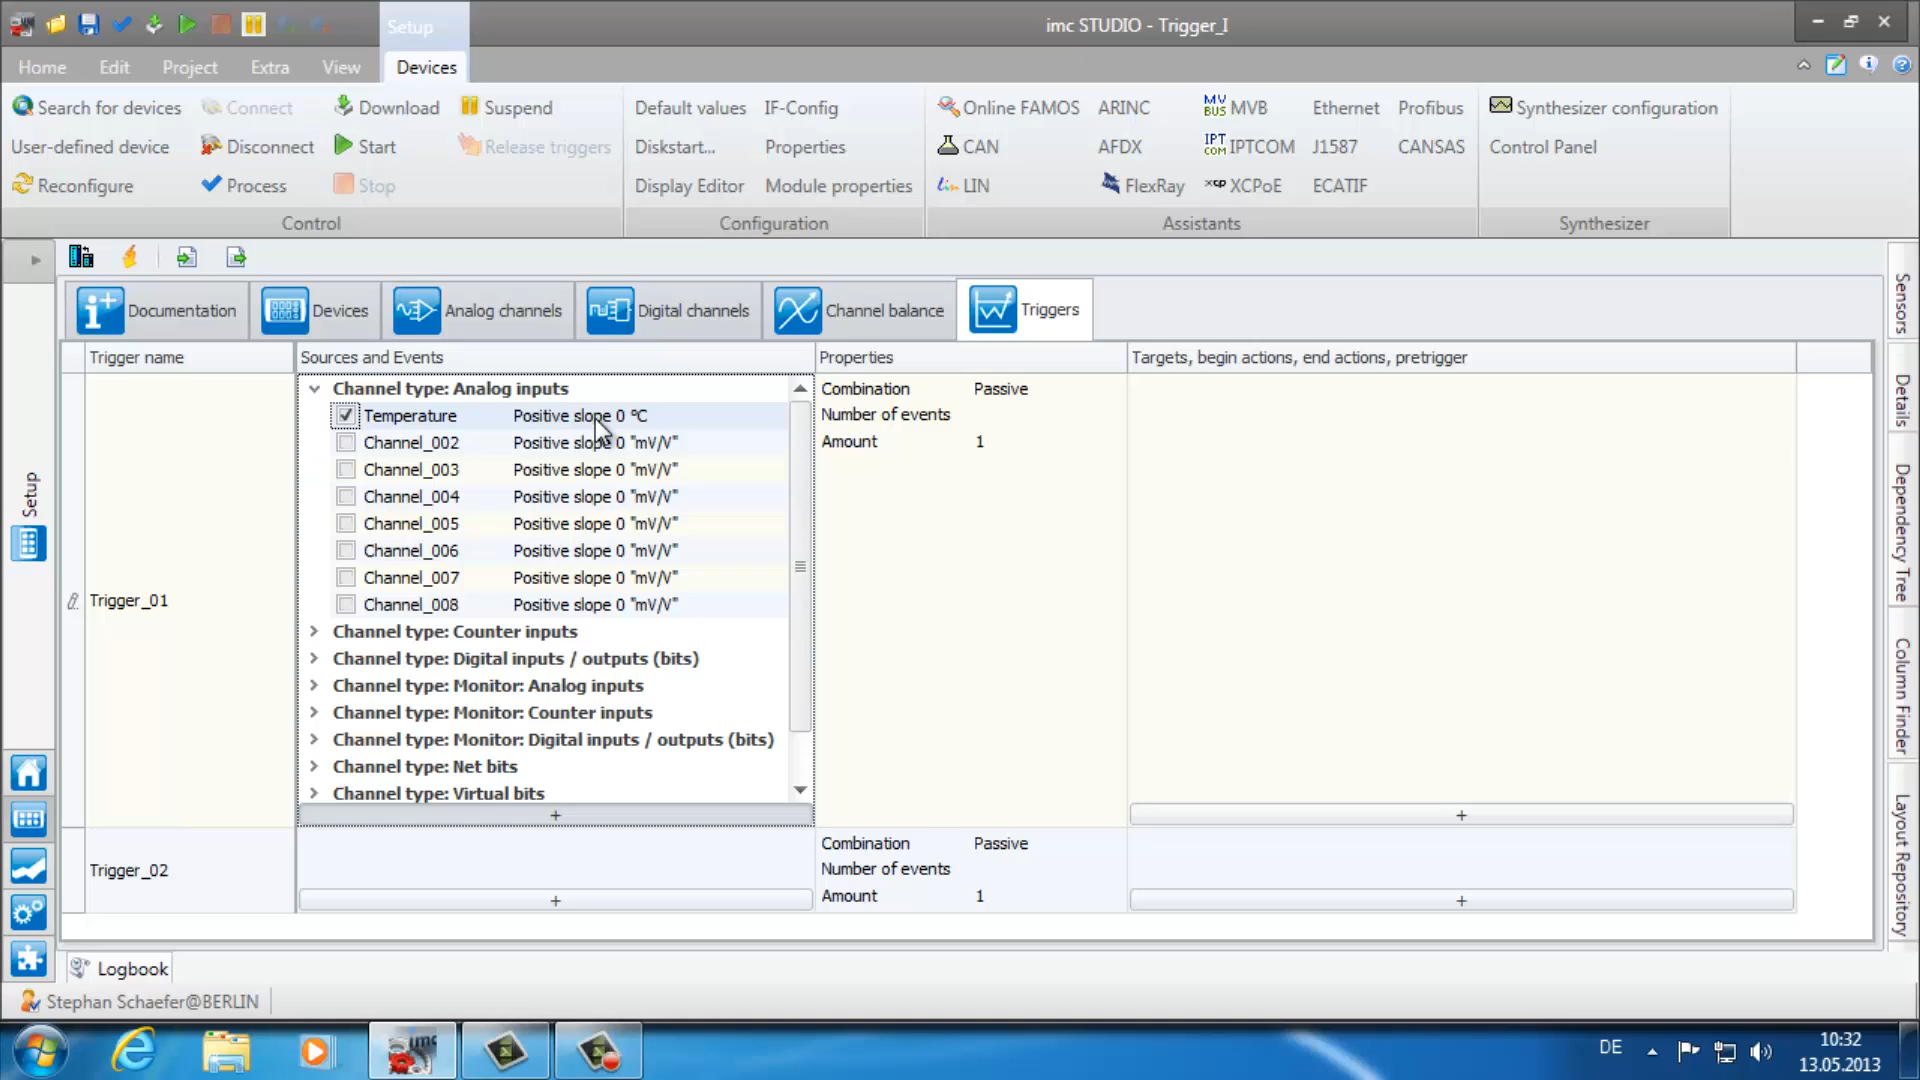 Setup
imc STUDIO - Trigger_I
Home Edit Project Extra View Devices
Search for devices Connect Download Suspend Default values IF-Config Online FAMOS ARINC MV BUS MVB Ethernet Profibus Synthesizer configuration
User-defined device Disconnect Start Release triggers Diskstart... Properties CAN AFDX IPT COM IPTCOM J1587 CANSAS Control Panel
Reconfigure Process Stop Display Editor Module properties Lin LIN FlexRay xcp XCPoE ECATIF
Control Configuration Assistants Synthesizer
Documentation Devices Analog channels Digital channels Channel balance Triggers
Trigger name Sources and Events Properties Targets, begin actions, end actions, pretrigger
Channel type: Analog inputs Combination Passive
Temperature Positive slope 0 °C Number of events
Channel_002 Positive slope 0 "mV/V" Amount 1
Channel_003 Positive slope 0 "mV/V"
Channel_004 Positive slope 0 "mV/V"
Channel_005 Positive slope 0 "mV/V"
Channel_006 Positive slope 0 "mV/V"
Channel_007 Positive slope 0 "mV/V"
Trigger_01
Channel_008 Positive slope 0 "mV/V"
Channel type: Counter inputs
Channel type: Digital inputs / outputs (bits)
Channel type: Monitor: Analog inputs
Channel type: Monitor: Counter inputs
Channel type: Monitor: Digital inputs / outputs (bits)
Channel type: Net bits
Channel type: Virtual bits
+ +
Combination Passive
Trigger_02 Number of events
Amount 1
+ +
Setup
Sensors
Details
Dependency Tree
Column Finder
Layout Repository
Logbook
Stephan Schaefer@BERLIN
imc
DE
10:32
13.05.2013